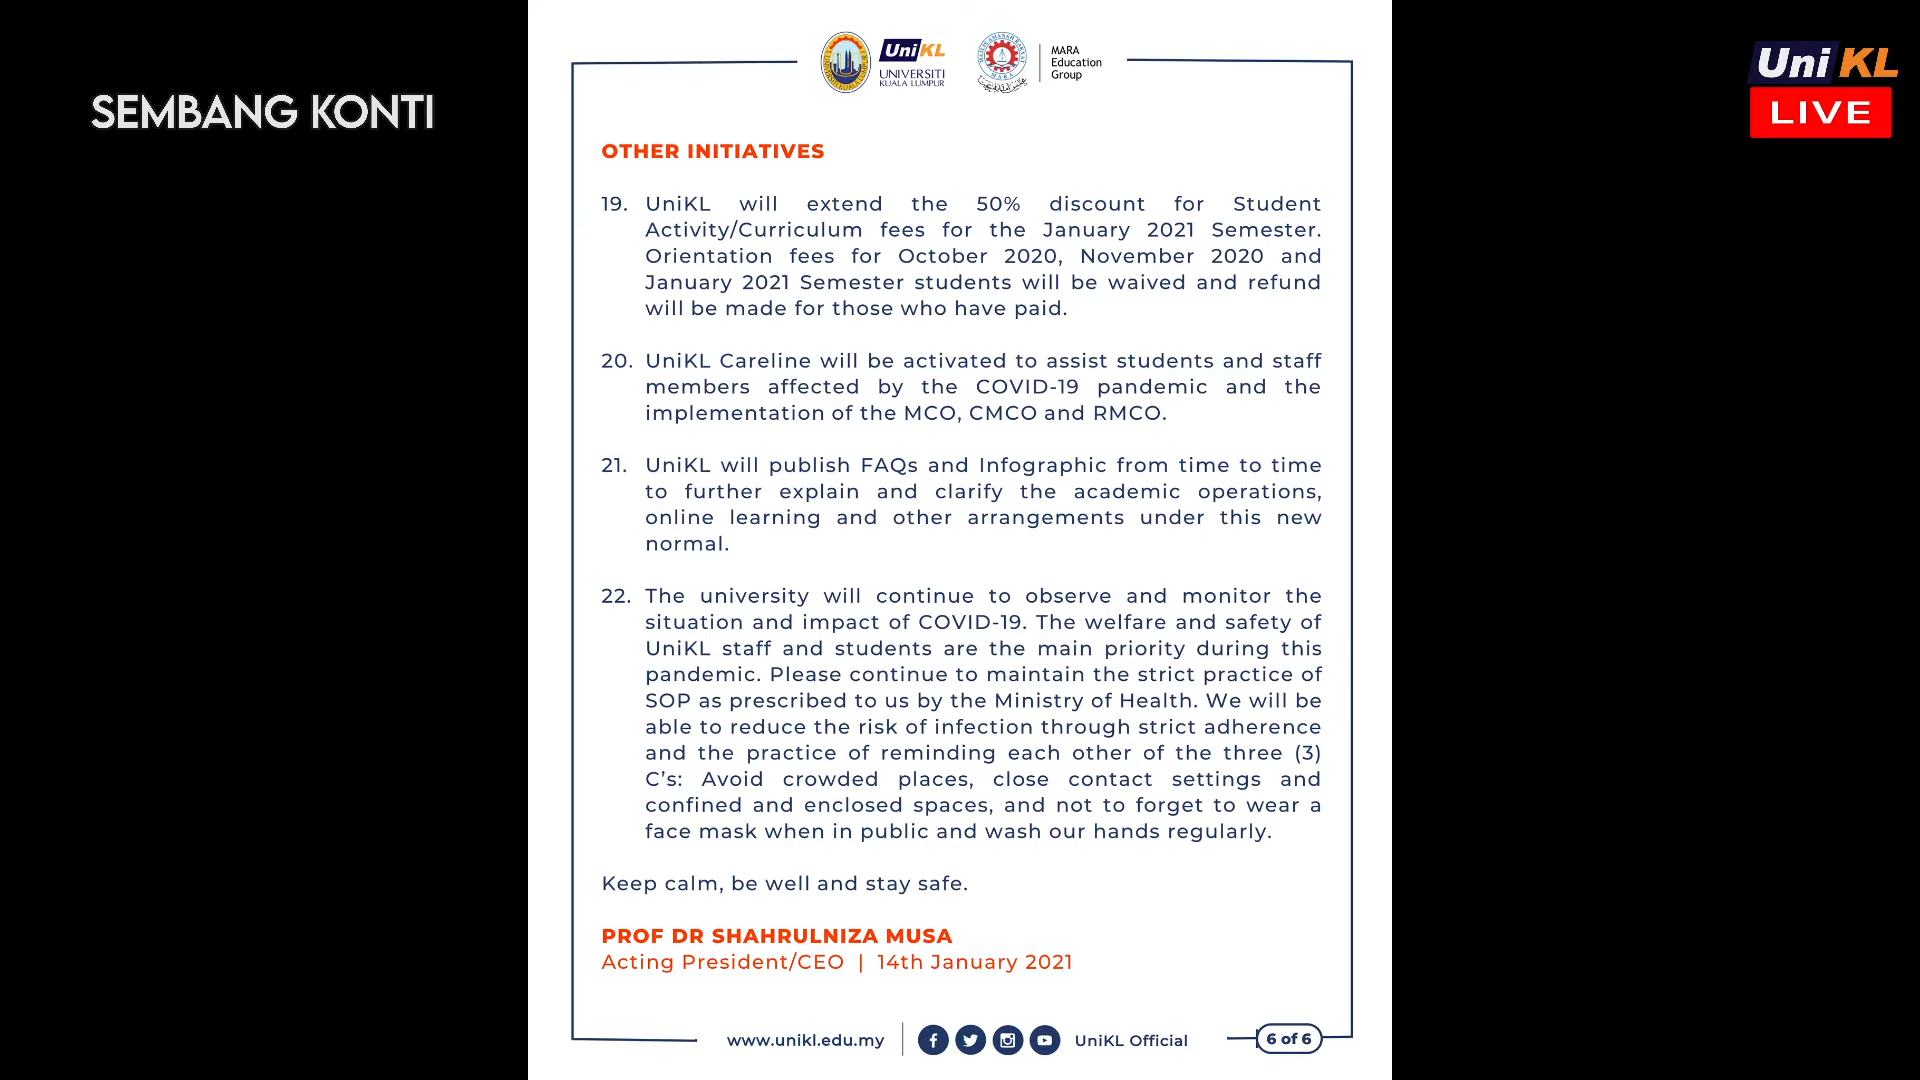 SEMBANG KONTI
UniKL
UNIVERSITI
KUALA LUMPUR
MARA
Education
Group
UniKL
LIVE
OTHER INITIATIVES
19. UniKL will extend the 50% discount for Student
Activity/Curriculum fees for the January 2021 Semester.
Orientation fees for October 2020, November 2020 and
January 2021 Semester students will be waived and refund
will be made for those who have paid.
20. UniKL Careline will be activated to assist students and staff
members affected by the COVID-19 pandemic and the
implementation of the MCO, CMCO and RMCO.
21. UniKL will publish FAQs and Infographic from time to time
to further explain and clarify the academic operations,
online learning and other arrangements under this new
normal.
22. The university will continue to observe and monitor the
situation and impact of COVID-19. The welfare and safety of
UniKL staff and students are the main priority during this
pandemic. Please continue to maintain the strict practice of
SOP as prescribed to us by the Ministry of Health. We will be
able to reduce the risk of infection through strict adherence
and the practice of reminding each other of the three (3)
C’s: Avoid crowded places, close contact settings and
confined and enclosed spaces, and not to forget to wear a
face mask when in public and wash our hands regularly.
Keep calm, be well and stay safe.
PROF DR SHAHRULNIZA MUSA
Acting President/CEO | 14th January 2021
www.unikl.edu.my
UniKL Official
6 of 6